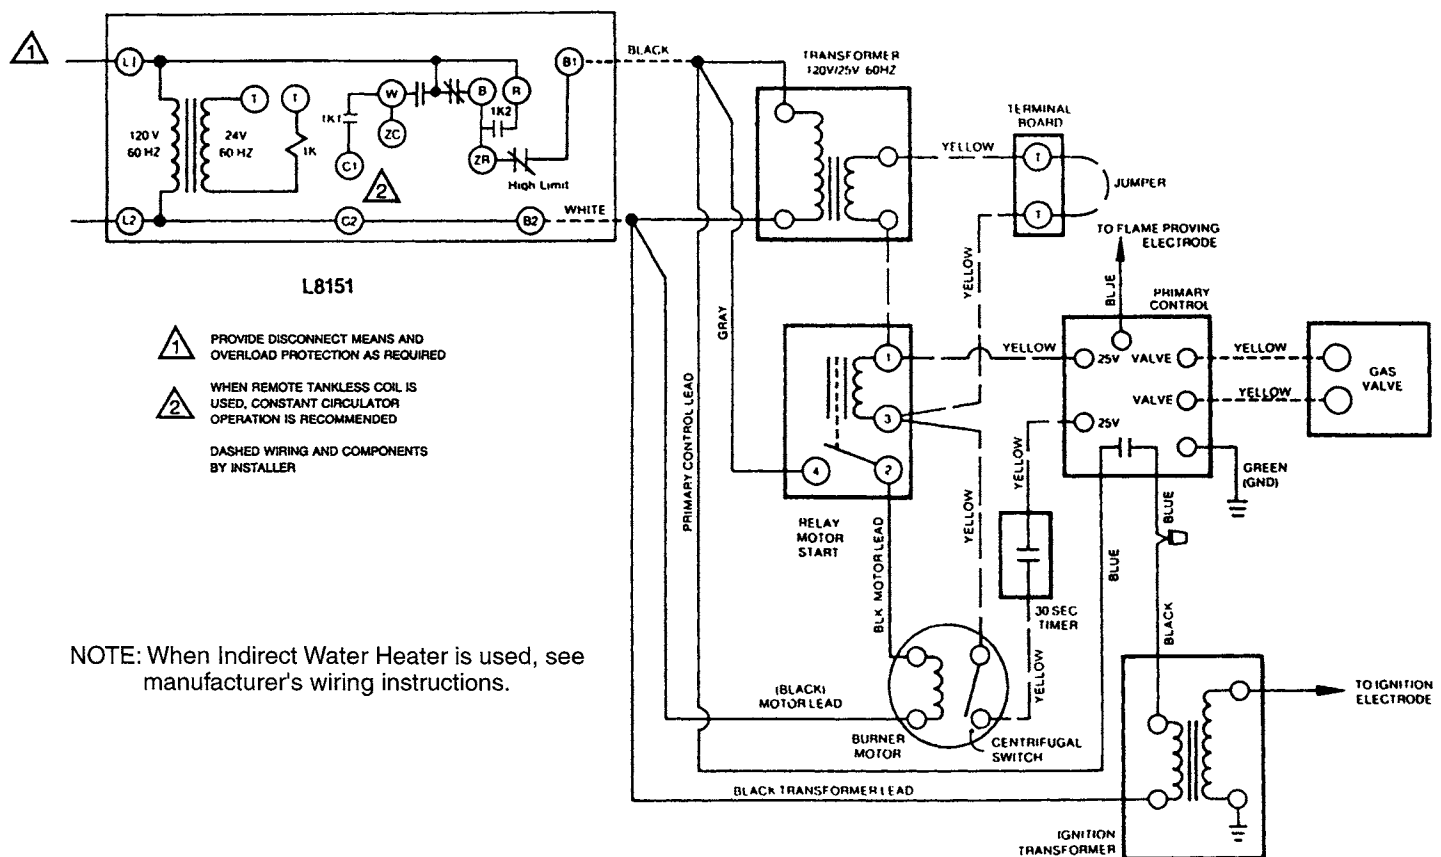 1
L1
B1
BLACK
TRANSFORMER
120V/25V 60HZ
T
T
W
B
R
1K1
1K2
TERMINAL
BOARD
120 V
60 HZ
24V
60 HZ
1K
ZC
C1
ZR
2
High Limit
YELLOW
T
JUMPER
T
L2
C2
B2
WHITE
TO FLAME PROVING
ELECTRODE
L8151
YELLOW
BLUE
PRIMARY
CONTROL
1
PROVIDE DISCONNECT MEANS AND
OVERLOAD PROTECTION AS REQUIRED
2
WHEN REMOTE TANKLESS COIL IS
USED, CONSTANT CIRCULATOR
OPERATION IS RECOMMENDED
DASHED WIRING AND COMPONENTS
BY INSTALLER
GRAY
PRIMARY CONTROL LEAD
1
YELLOW
25V
VALVE
YELLOW
GAS
VALVE
VALVE
YELLOW
3
25V
4
2
YELLOW
GREEN
(GND)
RELAY
MOTOR
START
BLK MOTOR LEAD
YELLOW
BLUE
BLUE
30 SEC
TIMER
BLACK
NOTE: When Indirect Water Heater is used, see
manufacturer's wiring instructions.
YELLOW
(BLACK)
MOTOR LEAD
TO IGNITION
ELECTRODE
BURNER
MOTOR
CENTRIFUGAL
SWITCH
BLACK TRANSFORMER LEAD
IGNITION
TRANSFORMER